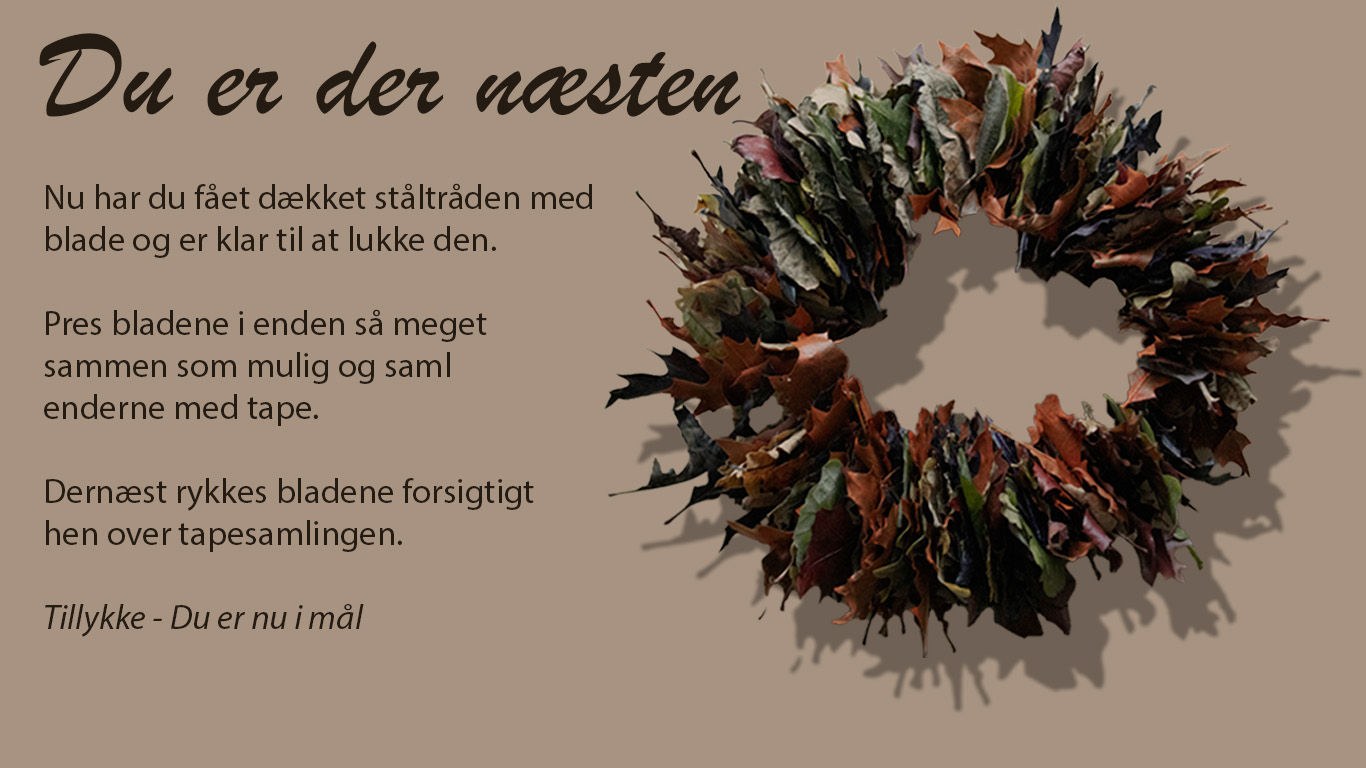 Du er der næsten
Nu har du fået dækket ståltråden med
blade og er klar til at lukke den.
Pres bladene i enden så meget
sammen som mulig og saml
enderne med tape.
Dernæst rykkes bladene forsigtigt
hen over tapesamlingen.
Tillykke - Du er nu i mål